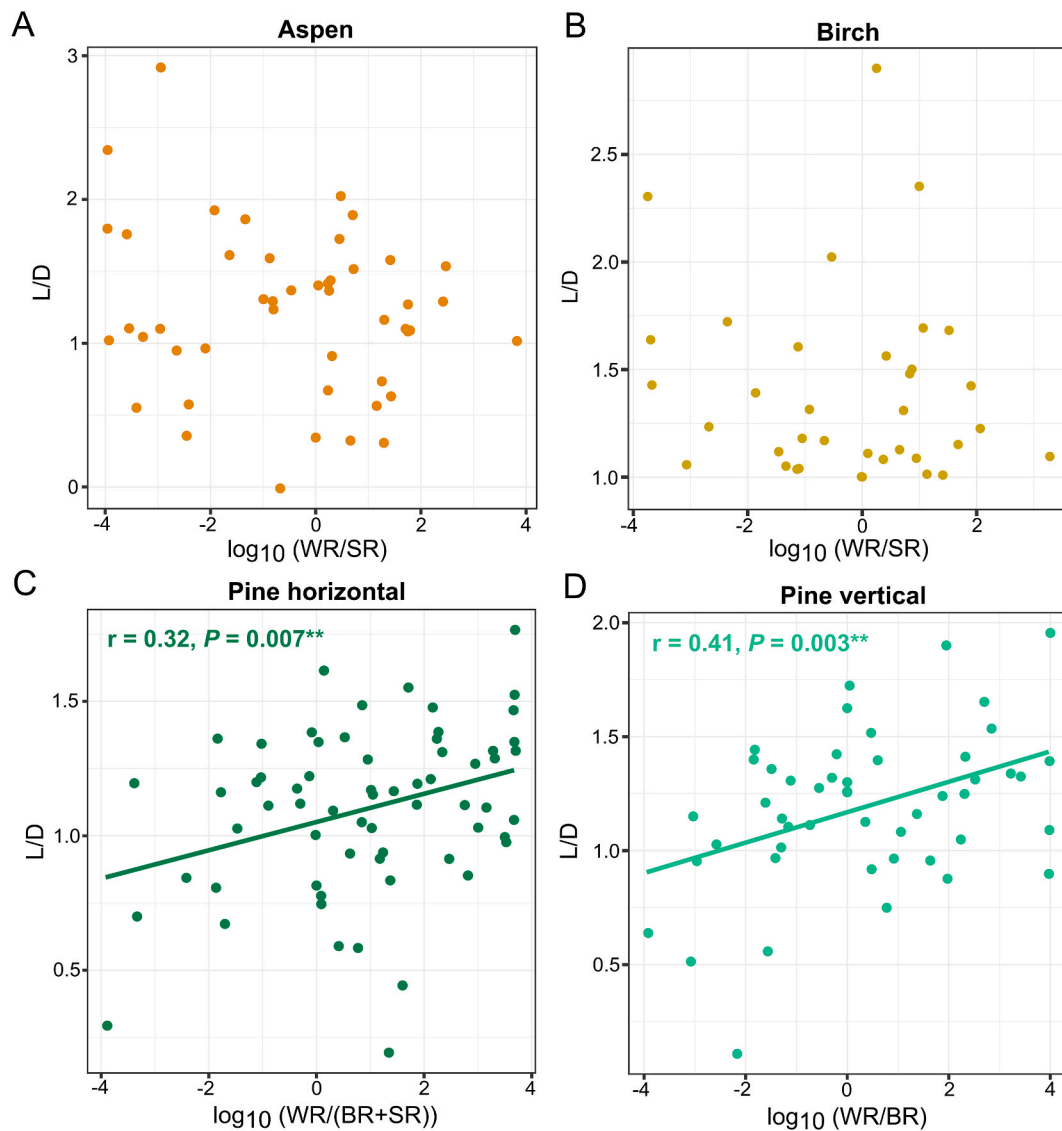 A
Aspen
3
2
1
0
L/D
-4 -2 0 2 4
log10 (WR/SR)
B
Birch
2.5
2.0
1.5
1.0
L/D
-4 -2 0 2 4
log10 (WR/SR)
C
Pine horizontal
r = 0.32, P = 0.007**
1.5
1.0
0.5
L/D
-4 -2 0 2 4
log10 (WR/(BR+SR))
D
Pine vertical
r = 0.41, P = 0.003**
2.0
1.5
1.0
0.5
L/D
-4 -2 0 2 4
log10 (WR/BR)